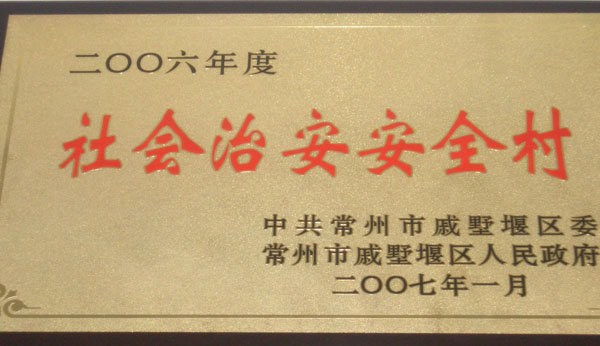 二〇〇六年度
社会治安安全村
中共常州市戚墅堰区委
常州市戚墅堰区人民政府
二〇〇七年一月